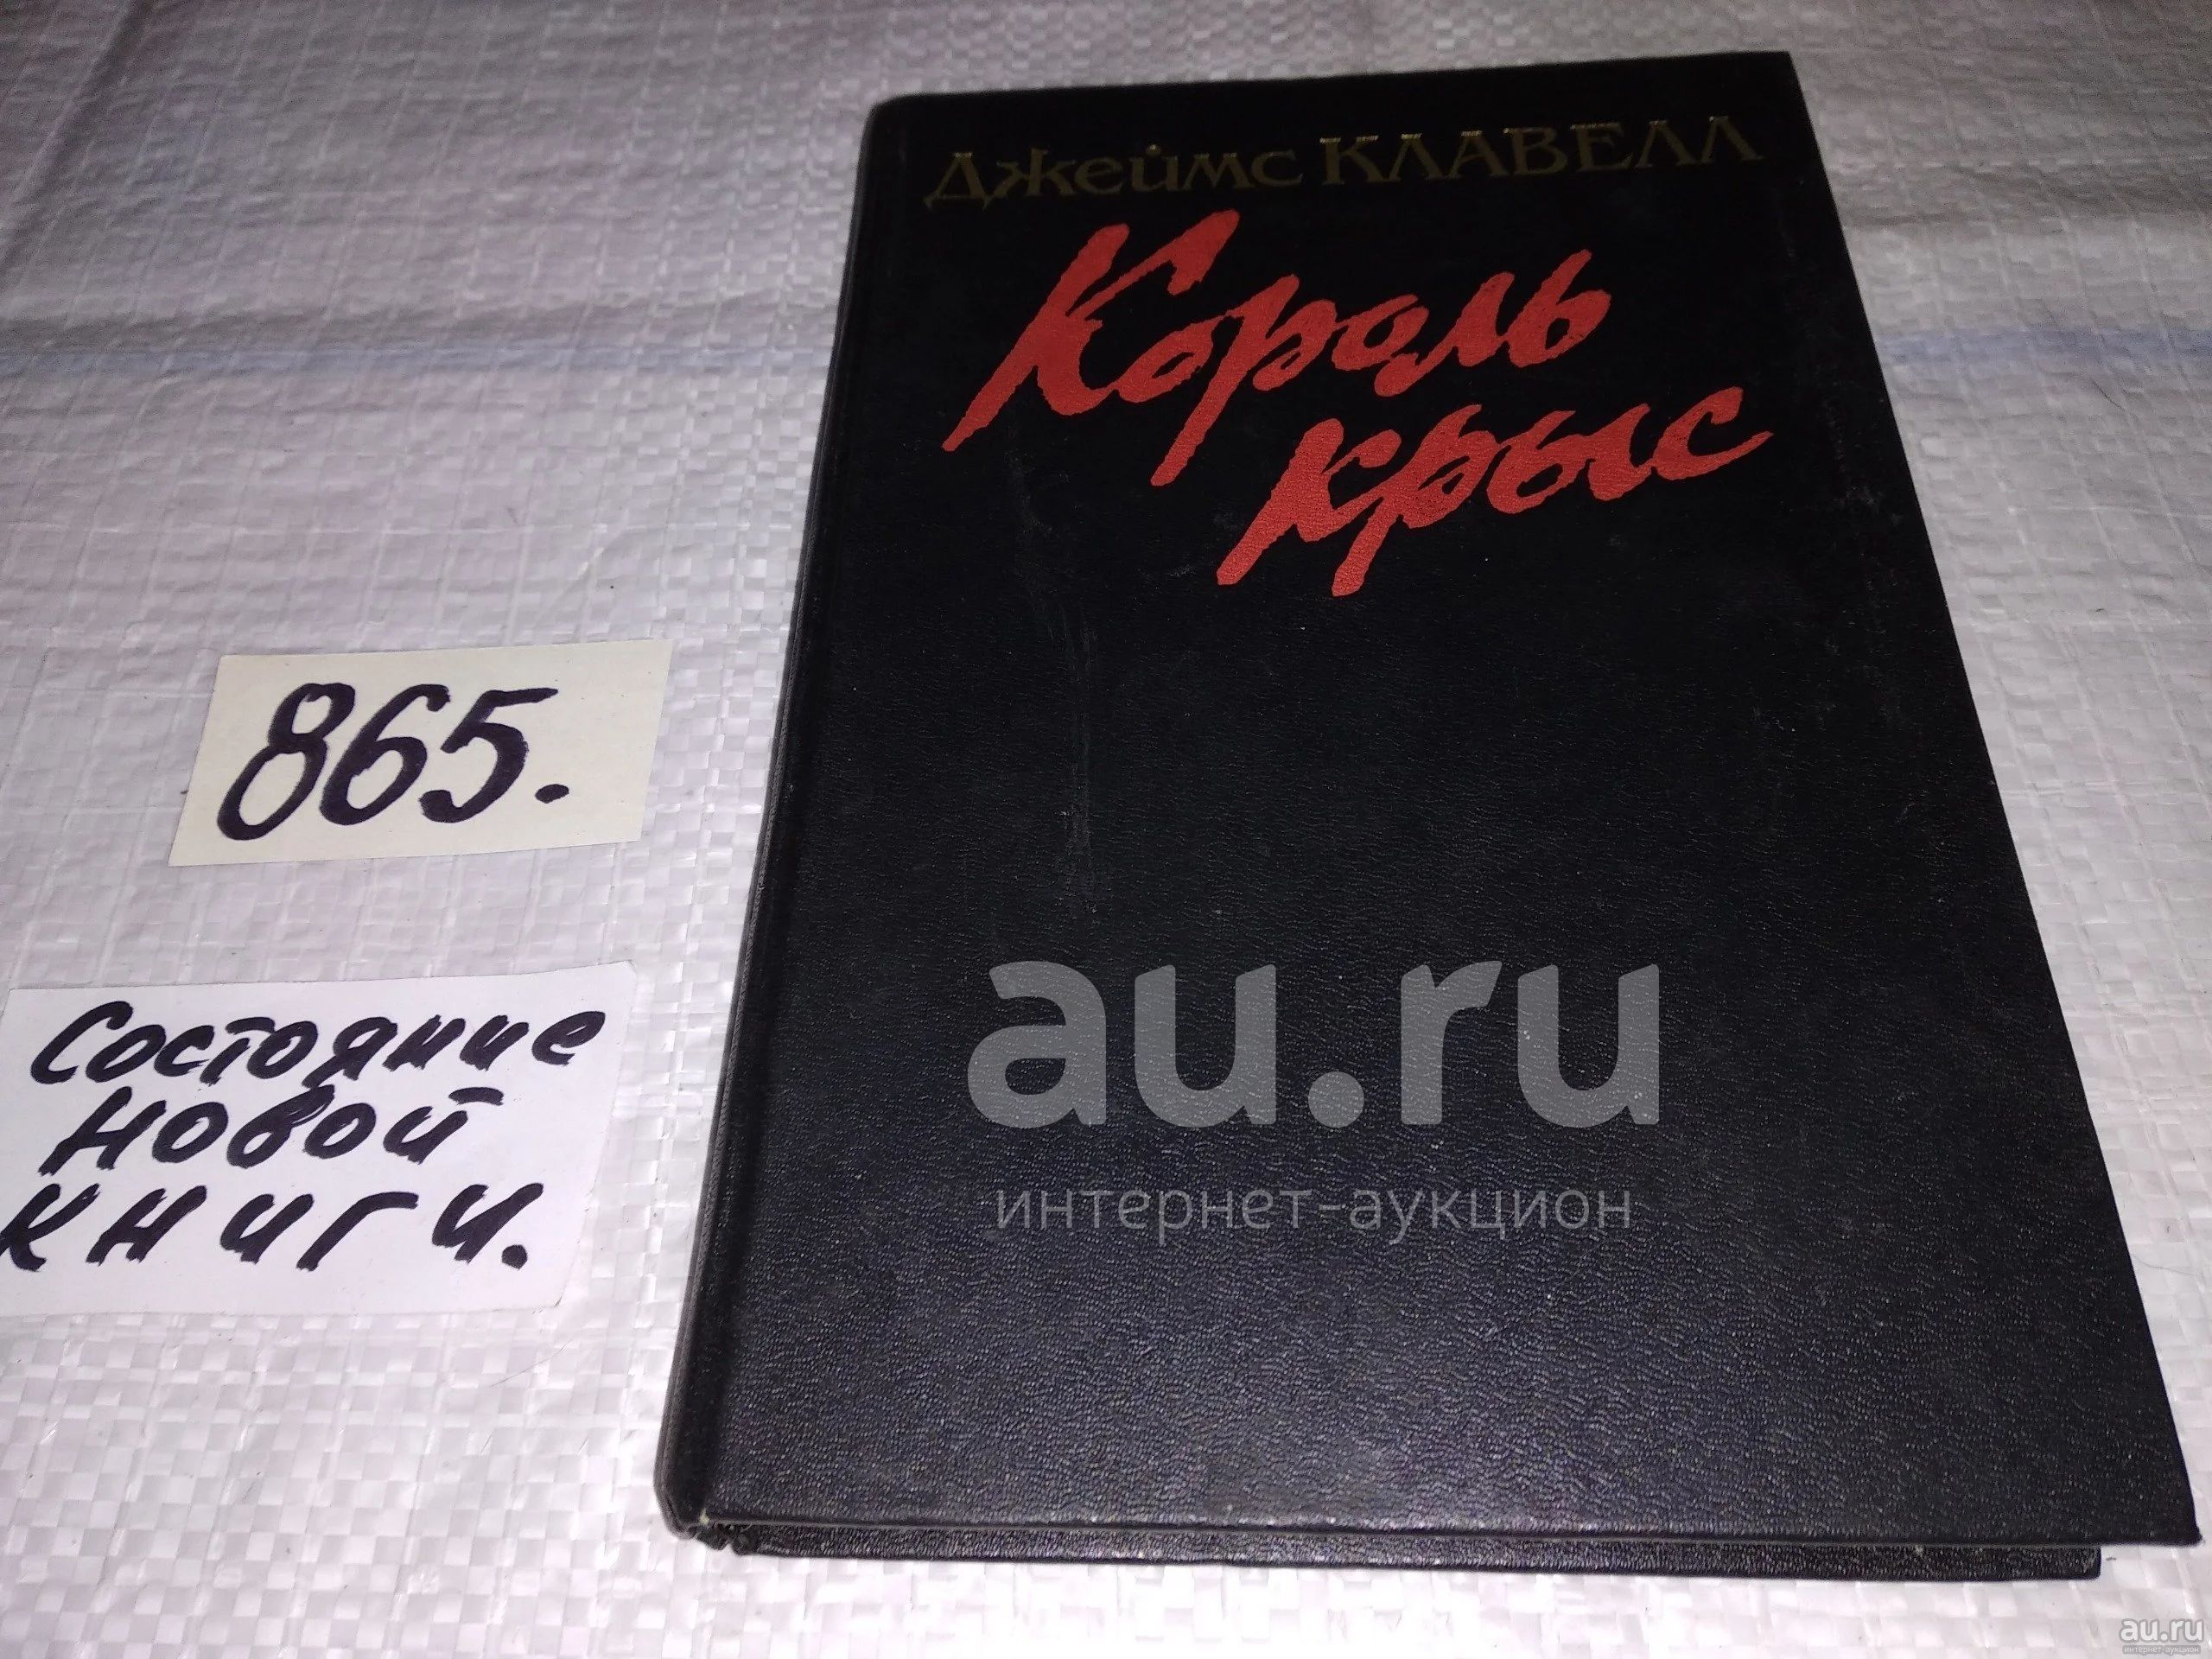 Джеймс КЛАВЕЛЛ
Король
крыс
865.
Состояние
новой
книги.
au.ru
интернет-аукцион
au.ru
интернет-аукцион